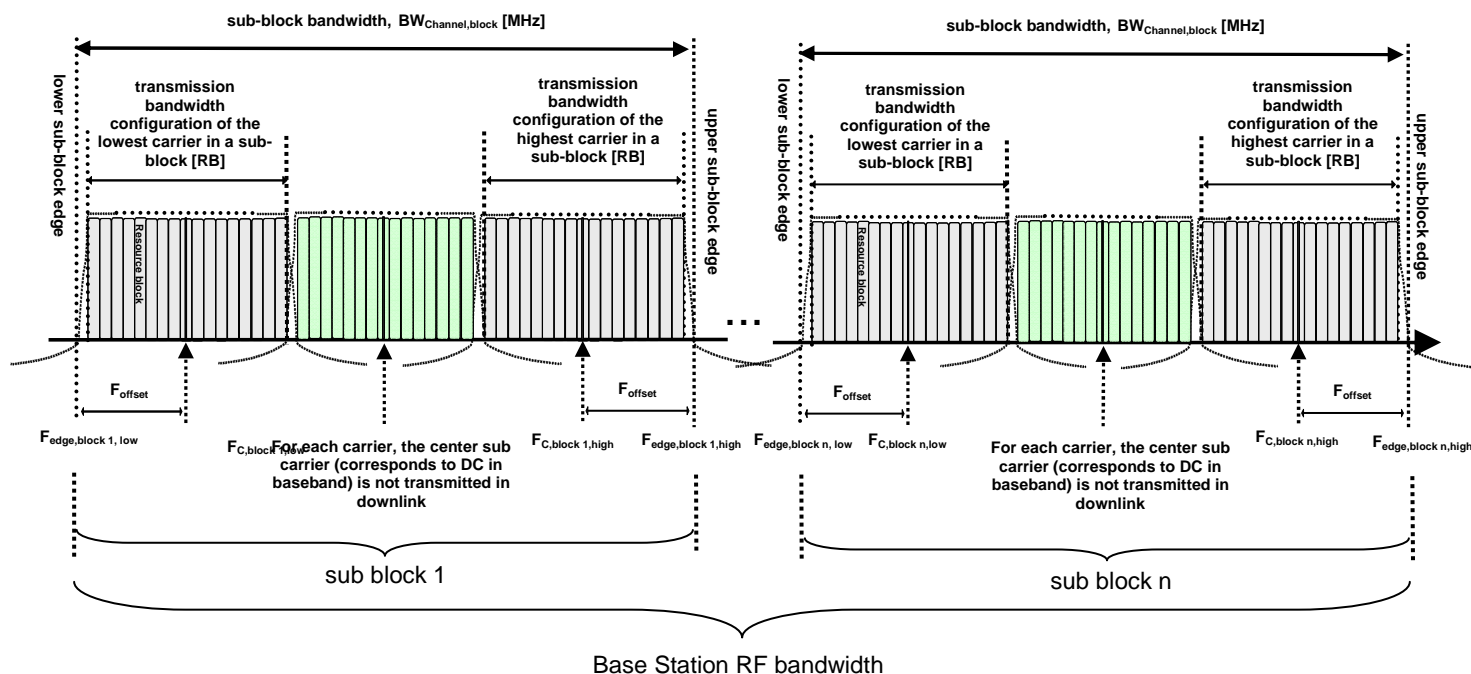 sub-block bandwidth, BWChannel,block [MHz]
sub-block bandwidth, BWChannel,block [MHz]
lower sub-block edge
transmission
bandwidth
configuration of the
lowest carrier in a sub-
block [RB]
transmission
bandwidth
configuration of the
highest carrier in a
sub-block [RB]
upper sub-block edge
lower sub-block edge
transmission
bandwidth
configuration of the
lowest carrier in a
sub-block [RB]
transmission
bandwidth
configuration of the
highest carrier in a
sub-block [RB]
upper sub-block edge
Resource block
...
Resource block
Foffset
Foffset
Foffset
Foffset
Fedge,block 1, low
FC,block 1,low
FC,block 1,high
Fedge,block 1,high
Fedge,block n, low
FC,block n,low
FC,block n,high
Fedge,block n,high
For each carrier, the center sub
carrier (corresponds to DC in
baseband) is not transmitted in
downlink
For each carrier, the center sub
carrier (corresponds to DC in
baseband) is not transmitted in
downlink
sub block 1
sub block n
Base Station RF bandwidth